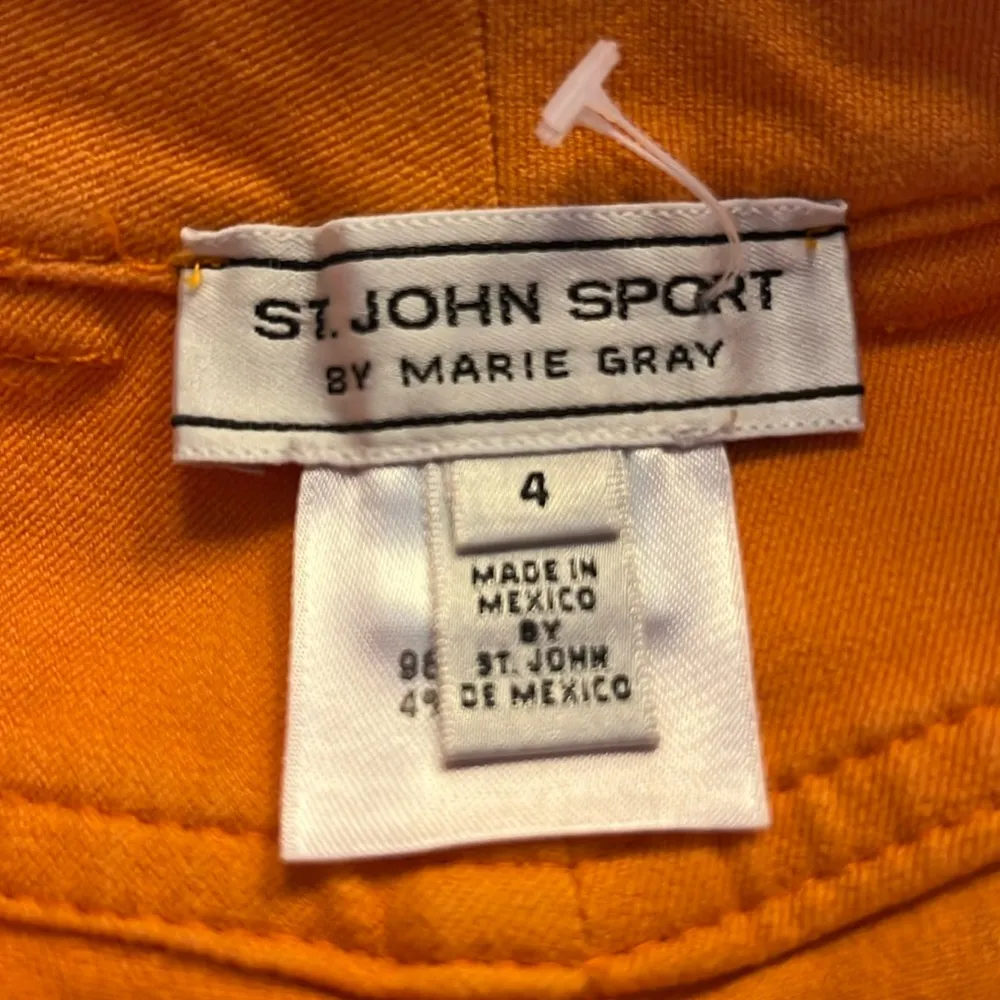 ST. JOHN SPORT
BY MARIE GRAY
4
MADE IN
MEXICO
BY
ST. JOHN
DE MEXICO